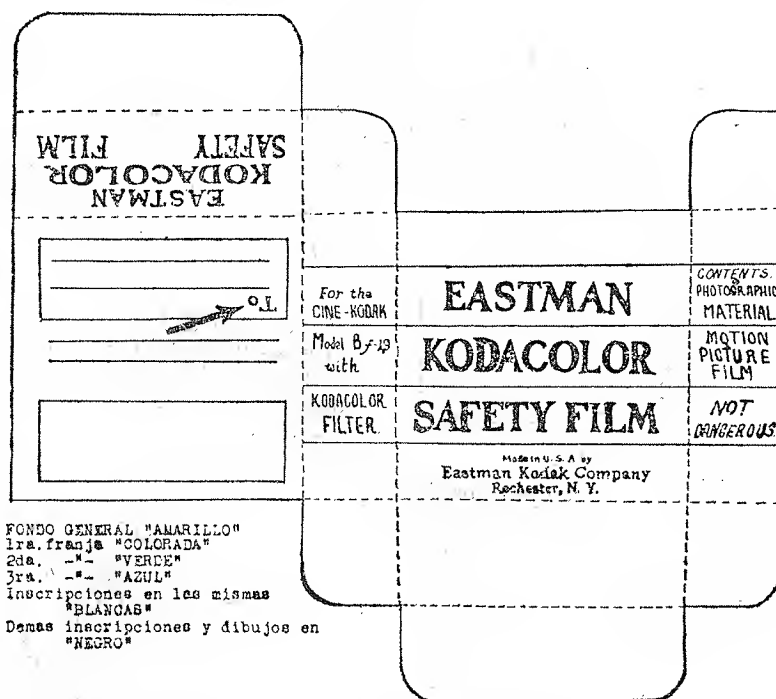 EASTMAN
KODACOLOR
SAFETY FILM
To
For the
CINE-KODAK
Model B f-1.9
with
KODACOLOR
FILTER.
EASTMAN
KODACOLOR
SAFETY FILM
Made in U.S.A by
Eastman Kodak Company
Rochester, N. Y.
CONTENTS.
PHOTOGRAPHIC
MATERIAL
MOTION
PICTURE
FILM
NOT
DANGEROUS.
FONDO GENERAL "AMARILLO"
1ra.franja "COLORADA"
2da. -"- "VERDE"
3ra. -"- "AZUL"
Inscripciones en las mismas
"BLANCAS"
Demas inscripciones y dibujos en
"NEGRO"